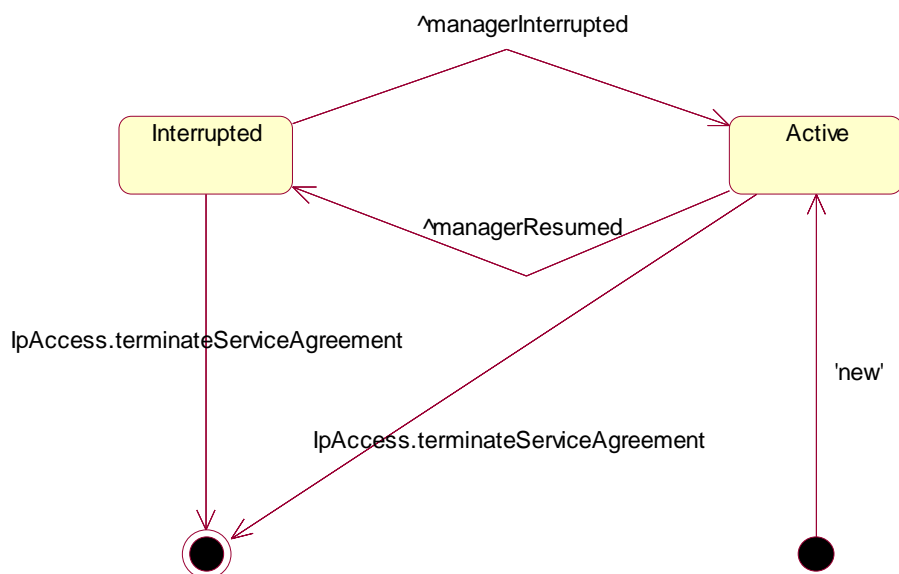 ^managerInterrupted
Interrupted
Active
^managerResumed
IpAccess.terminateServiceAgreement
'new'
IpAccess.terminateServiceAgreement